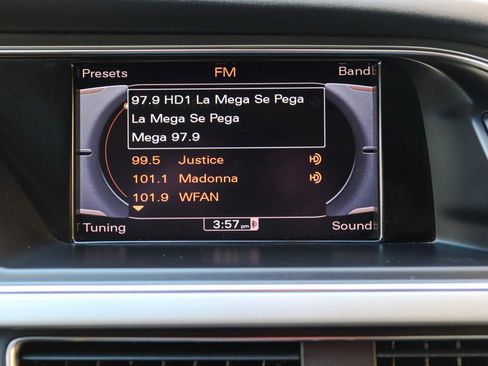 Presets FM Band
97.9 HD1 La Mega Se Pega
La Mega Se Pega
Mega 97.9
99.5 Justice
101.1 Madonna
101.9 WFAN
Tuning 3:57 pm Sound